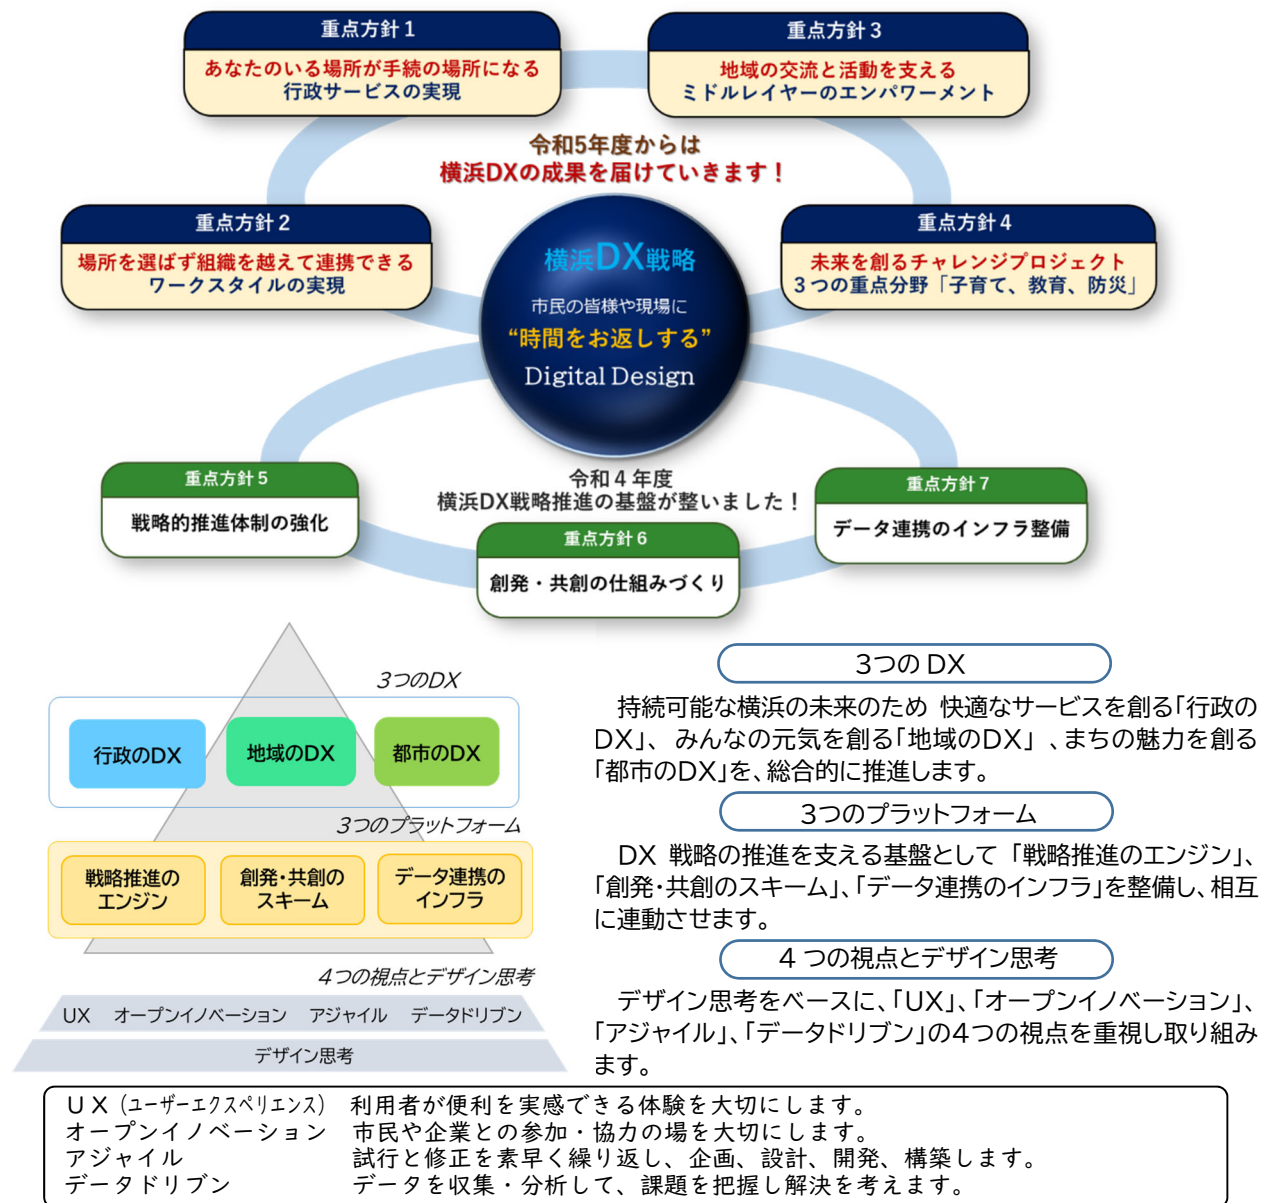 重点方針1
あなたのいる場所が手続の場所になる
行政サービスの実現
重点方針3
地域の交流と活動を支える
ミドルレイヤーのエンパワーメント
令和5年度からは
横浜DXの成果を届けていきます！
重点方針2
場所を選ばず組織を越えて連携できる
ワークスタイルの実現
横浜DX戦略
市民の皆様や現場に
“時間をお返しする”
Digital Design
重点方針4
未来を創るチャレンジプロジェクト
３つの重点分野「子育て、教育、防災」
重点方針5
戦略的推進体制の強化
令和４年度
横浜DX戦略推進の基盤が整いました！
重点方針6
創発・共創の仕組みづくり
重点方針7
データ連携のインフラ整備
3つのDX
行政のDX
地域のDX
都市のDX
3つのプラットフォーム
戦略推進の
エンジン
創発・共創の
スキーム
データ連携の
インフラ
4つの視点とデザイン思考
UX オープンイノベーション アジャイル データドリブン
デザイン思考
3つの DX
持続可能な横浜の未来のため 快適なサービスを創る「行政の
DX」、 みんなの元気を創る「地域のDX」 、まちの魅力を創る
「都市のDX」を、総合的に推進します。
3つのプラットフォーム
DX 戦略の推進を支える基盤として 「戦略推進のエンジン」、
「創発・共創のスキーム」、「データ連携のインフラ」を整備し、相互
に連動させます。
4 つの視点とデザイン思考
デザイン思考をベースに、「UX」、「オープンイノベーション」、
「アジャイル」、「データドリブン」の4つの視点を重視し取り組み
ます。
ＵＸ（ユーザーエクスペリエンス） 利用者が便利を実感できる体験を大切にします。
オープンイノベーション 市民や企業との参加・協力の場を大切にします。
アジャイル 試行と修正を素早く繰り返し、企画、設計、開発、構築します。
データドリブン データを収集・分析して、課題を把握し解決を考えます。